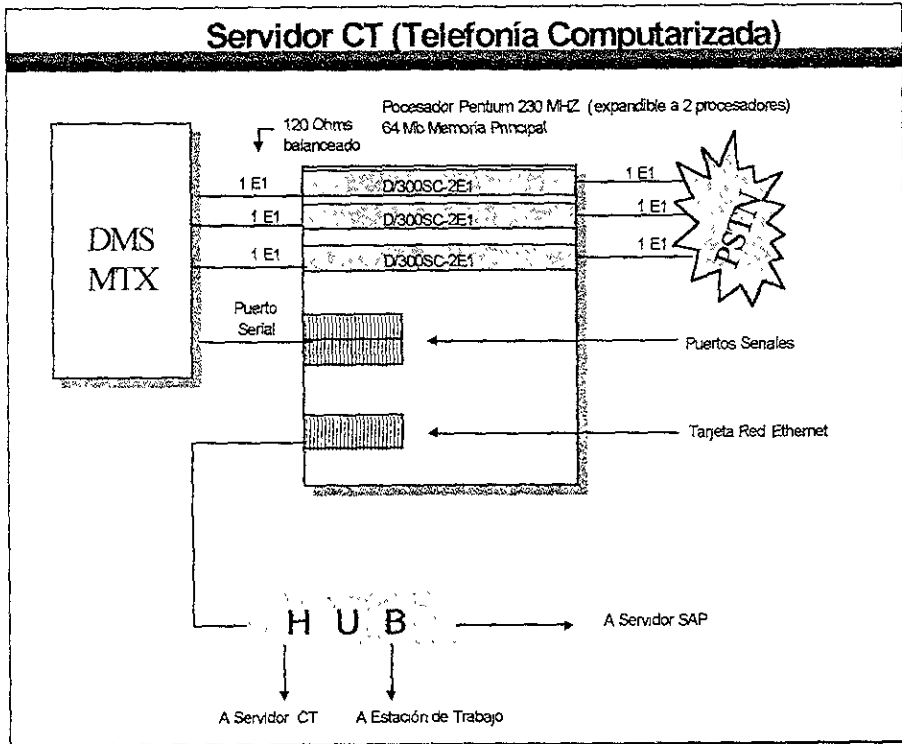 Servidor CT (Telefonía Computarizada)
Pocesador Pentium 230 MHZ (expandible a 2 procesadores)
64 Mb Memoria Principal
120 Ohms
balanceado
1 E1
D/300SC-2E1
1 E1
1 E1
D/300SC-2E1
1 E1
1 E1
D/300SC-2E1
1 E1
DMS
MTX
PSTN
Puerto
Serial
Puertos Seriales
Tarjeta Red Ethernet
H U B
A Servidor SAP
A Servidor CT
A Estación de Trabajo